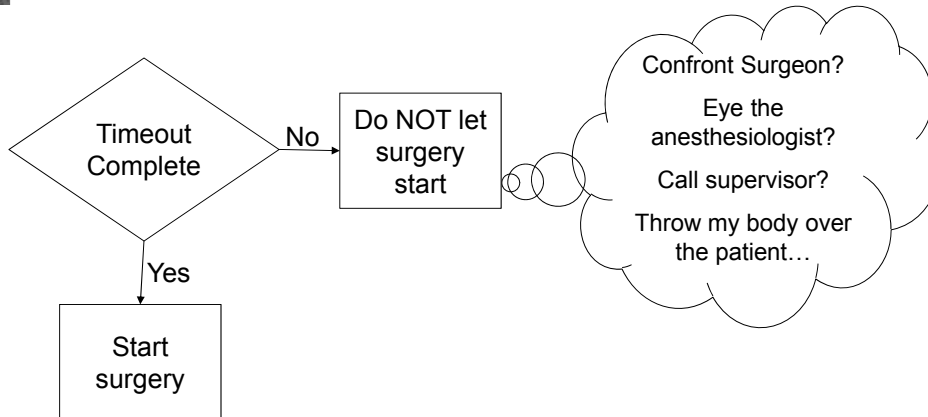 Timeout
Complete
No
Do NOT let
surgery
start
Confront Surgeon?
Eye the
anesthesiologist?
Call supervisor?
Throw my body over
the patient…
Yes
Start
surgery